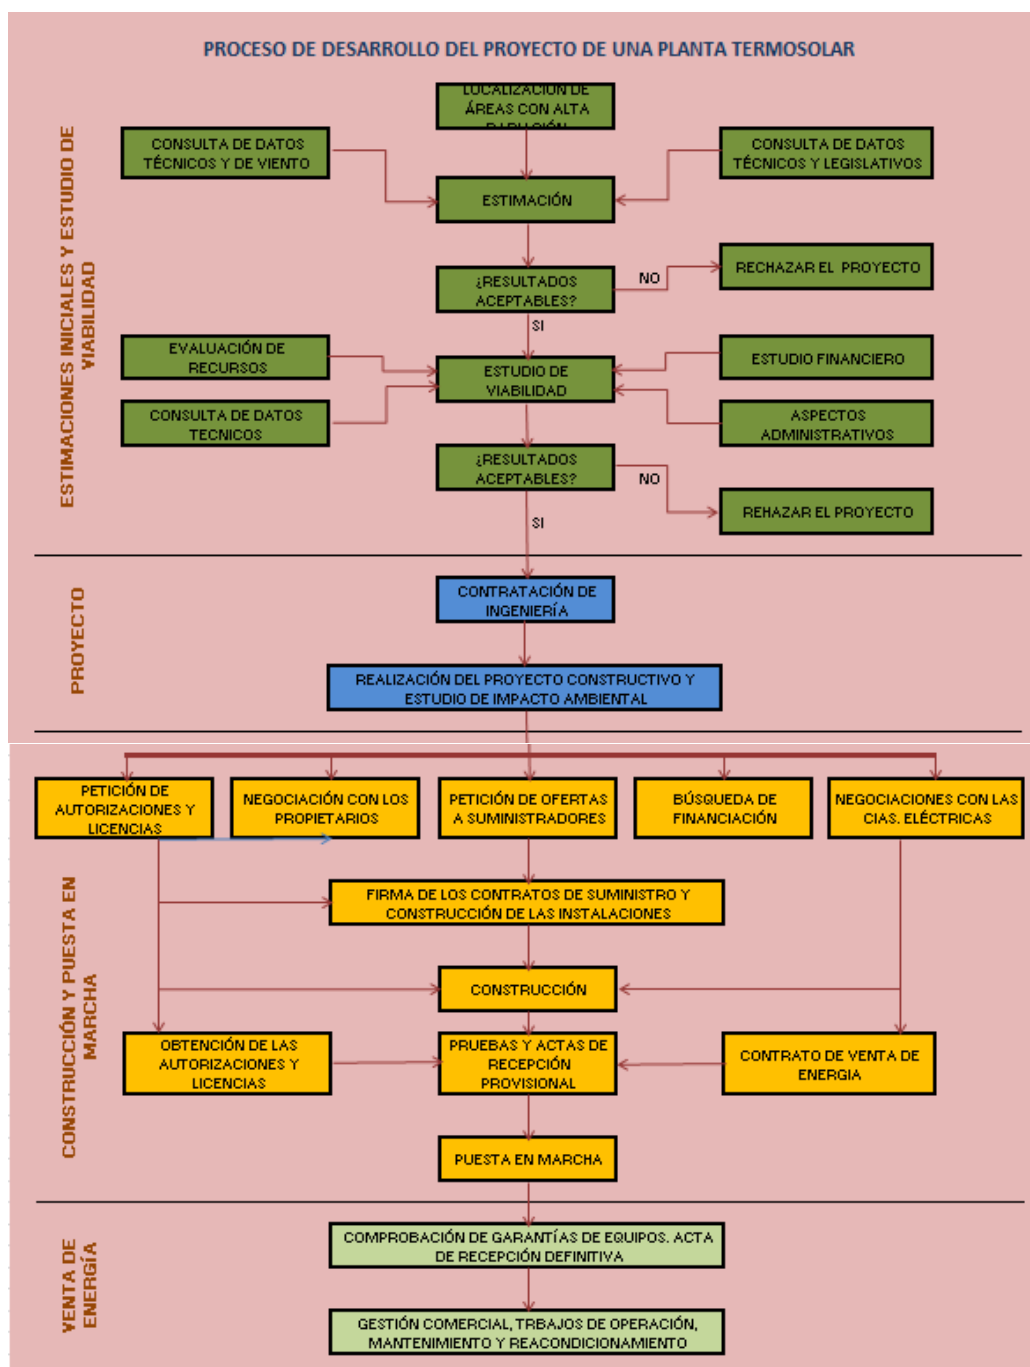 PROCESO DE DESARROLLO DEL PROYECTO DE UNA PLANTA TERMOSOLAR
ESTIMACIONES INICIALES Y ESTUDIO DE
VIABILIDAD
LOCALIZACIÓN DE
ÁREAS CON ALTA
RADIACIÓN
CONSULTA DE DATOS
TÉCNICOS Y DE VIENTO
CONSULTA DE DATOS
TÉCNICOS Y LEGISLATIVOS
ESTIMACIÓN
¿RESULTADOS
ACEPTABLES?
NO
RECHAZAR EL PROYECTO
SI
EVALUACIÓN DE
RECURSOS
ESTUDIO DE
VIABILIDAD
ESTUDIO FINANCIERO
CONSULTA DE DATOS
TECNICOS
ASPECTOS
ADMINISTRATIVOS
¿RESULTADOS
ACEPTABLES?
NO
REHAZAR EL PROYECTO
SI
PROYECTO
CONTRATACIÓN DE
INGENIERÍA
REALIZACIÓN DEL PROYECTO CONSTRUCTIVO Y
ESTUDIO DE IMPACTO AMBIENTAL
CONSTRUCCIÓN Y PUESTA EN
MARCHA
PETICIÓN DE
AUTORIZACIONES Y
LICENCIAS
NEGOCIACIÓN CON LOS
PROPIETARIOS
PETICIÓN DE OFERTAS
A SUMINISTRADORES
BÚSQUEDA DE
FINANCIACIÓN
NEGOCIACIONES CON LAS
CIAS. ELÉCTRICAS
FIRMA DE LOS CONTRATOS DE SUMINISTRO Y
CONSTRUCCIÓN DE LAS INSTALACIONES
CONSTRUCCIÓN
OBTENCIÓN DE LAS
AUTORIZACIONES Y
LICENCIAS
PRUEBAS Y ACTAS DE
RECEPCIÓN
PROVISIONAL
CONTRATO DE VENTA DE
ENERGIA
PUESTA EN MARCHA
VENTA DE
ENERGÍA
COMPROBACIÓN DE GARANTÍAS DE EQUIPOS. ACTA
DE RECEPCIÓN DEFINITIVA
GESTIÓN COMERCIAL, TRBAJOS DE OPERACIÓN,
MANTENIMIENTO Y REACONDICIONAMIENTO